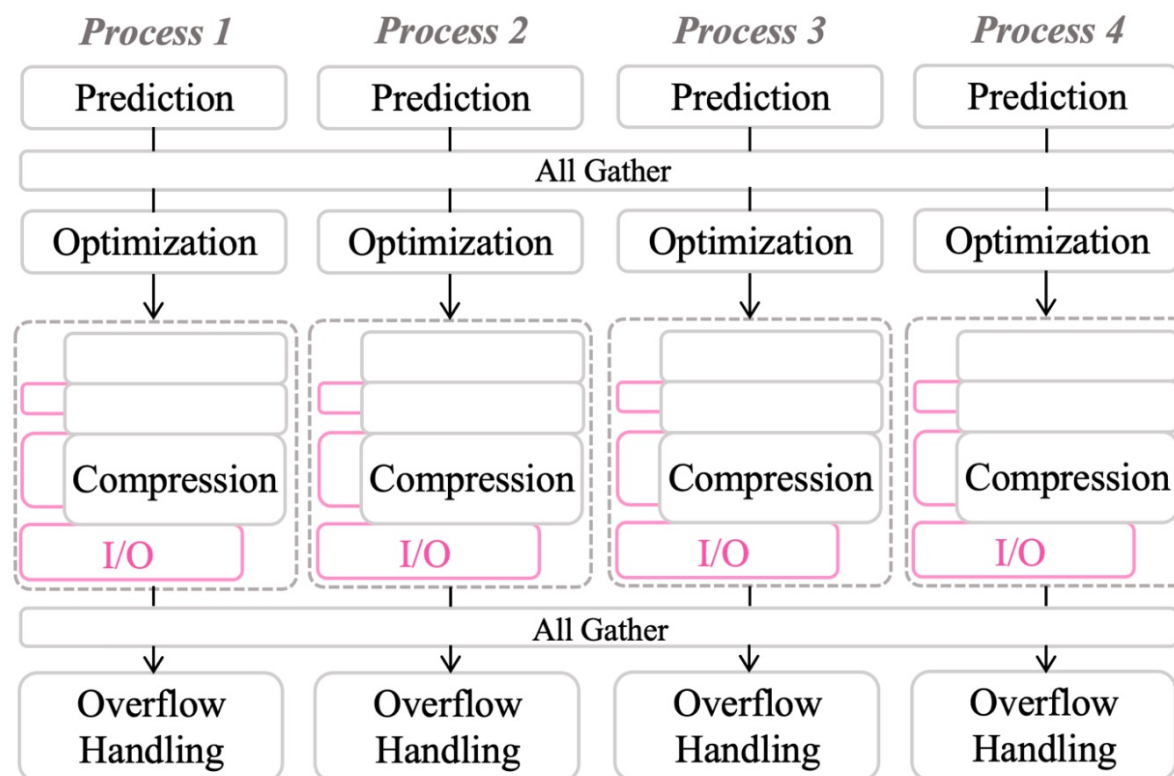 Process 1 Process 2 Process 3 Process 4
Prediction Prediction Prediction Prediction
All Gather
Optimization Optimization Optimization Optimization
Compression Compression Compression Compression
I/O I/O I/O I/O
All Gather
Overflow Overflow Overflow Overflow
Handling Handling Handling Handling